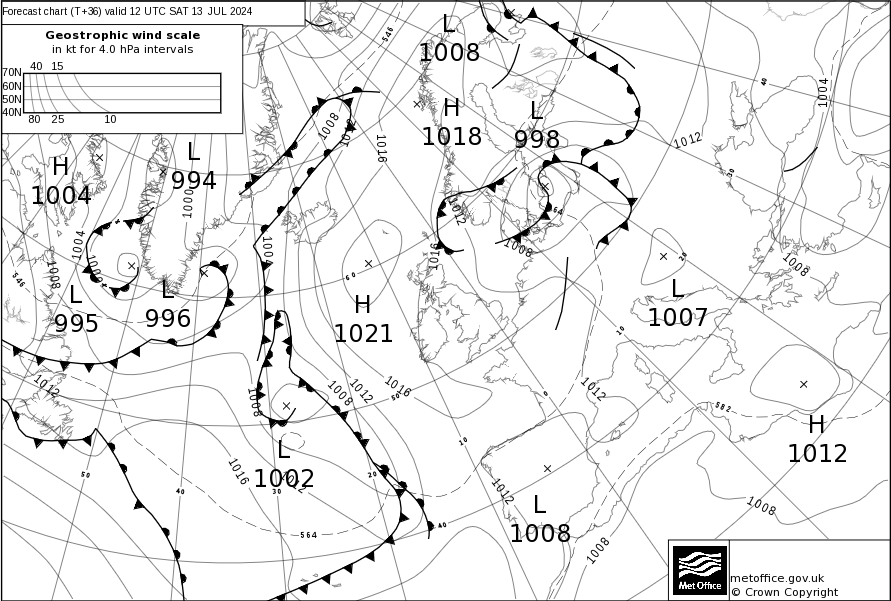 Forecast chart (T+36) valid 12 UTC SAT 13 JUL 2024
Geostrophic wind scale
in kt for 4.0 hPa intervals
40 15
70N
60N
50N
40N
80 25 10
546
L
1008
H
1018
L
998
1008
1016
1012
1004
40
H
1004
L
994
1000
30
1012
1004
1004
1016
564
1008
20
1008
1008
546
L
995
L
996
60
H
1021
L
1007
10
1012
1008
1008
1012
1016
50
0
1012
582
H
1012
10
L
1002
1016
1012
50
40
30
20
1012
L
1008
40
564
1008
1008
Met Office
metoffice.gov.uk
© Crown Copyright